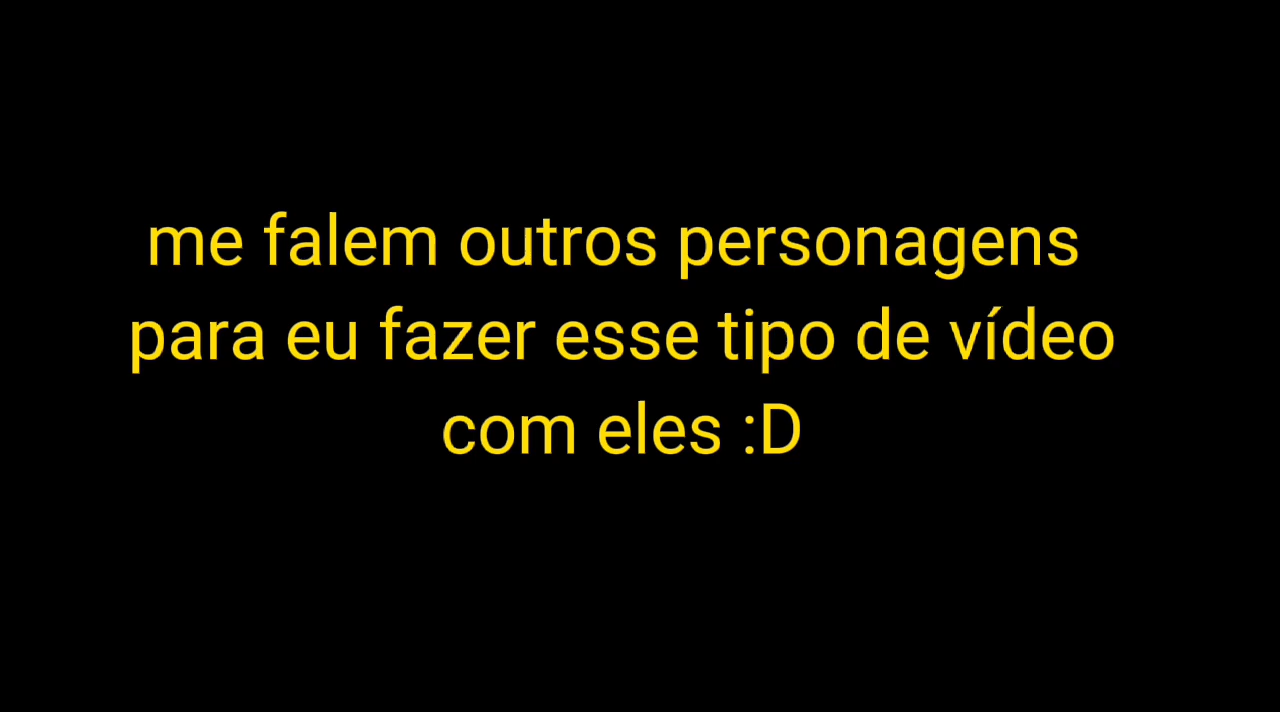 me falem outros personagens
para eu fazer esse tipo de vídeo
com eles :D